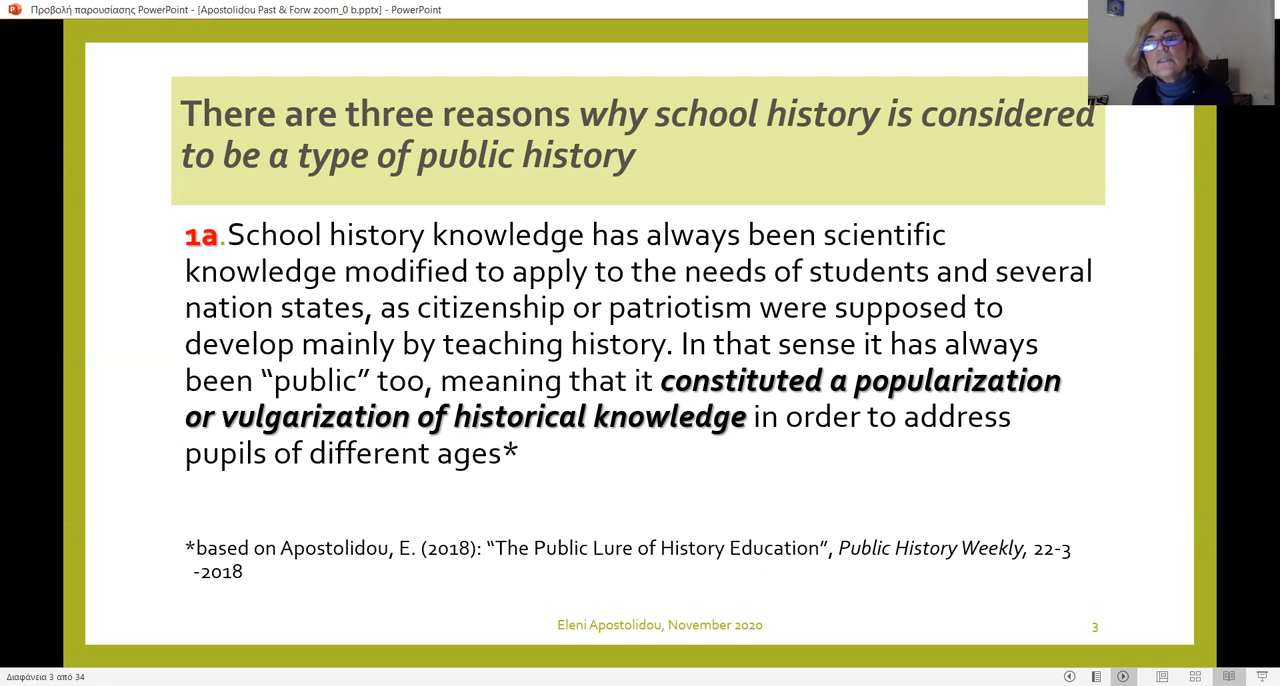 Προβολή παρουσίασης PowerPoint - [Apostolidou Past & Forw zoom_0 b.pptx] - PowerPoint
There are three reasons why school history is considered
to be a type of public history
1a.School history knowledge has always been scientific
knowledge modified to apply to the needs of students and several
nation states, as citizenship or patriotism were supposed to
develop mainly by teaching history. In that sense it has always
been “public” too, meaning that it constituted a popularization
or vulgarization of historical knowledge in order to address
pupils of different ages*
*based on Apostolidou, E. (2018): “The Public Lure of History Education”, Public History Weekly, 22-3
-2018
Eleni Apostolidou, November 2020
3
Διαφάνεια 3 από 34